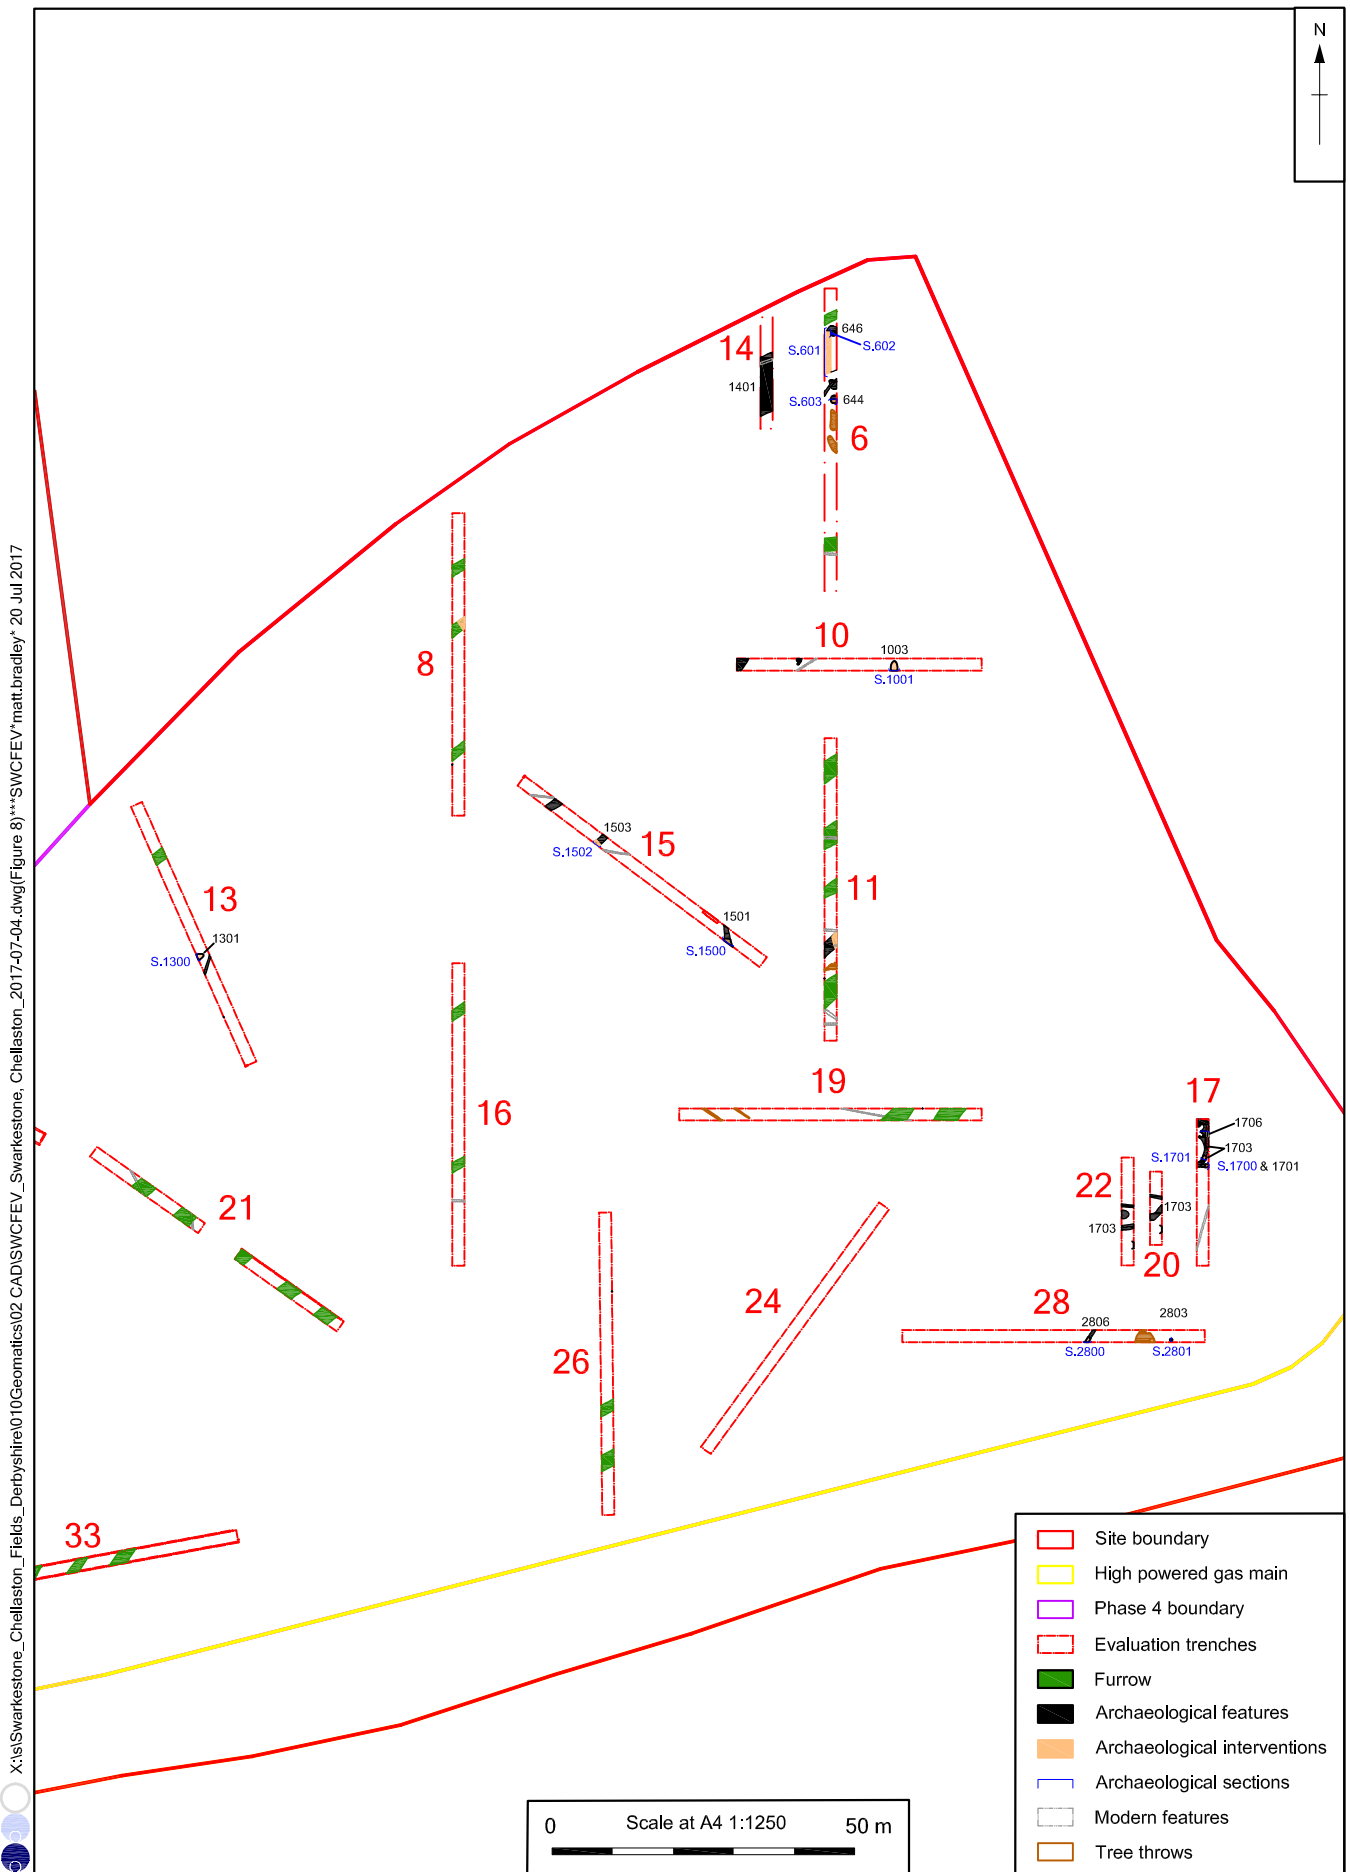 N
X:\s\Swarkestone_Chellaston_Fields_Derbyshire\010Geomatics\02 CAD\SWCFEV_Swarkestone, Chellaston_2017-07-04.dwg(Figure 8)***SWCFEV*matt.bradley* 20 Jul 2017
646
S.601
S.602
14
1401
S.603
644
6
10
8
1003
S.1001
1503
S.1502
15
11
13
1501
S.1500
1301
S.1300
19
17
16
1706
1703
S.1701
S.1700 & 1701
22
1703
21
1703
20
24
28
2806
2803
S.2800
S.2801
26
33
Site boundary
High powered gas main
Phase 4 boundary
Evaluation trenches
Furrow
Archaeological features
Archaeological interventions
Archaeological sections
Modern features
Tree throws
0 Scale at A4 1:1250 50 m